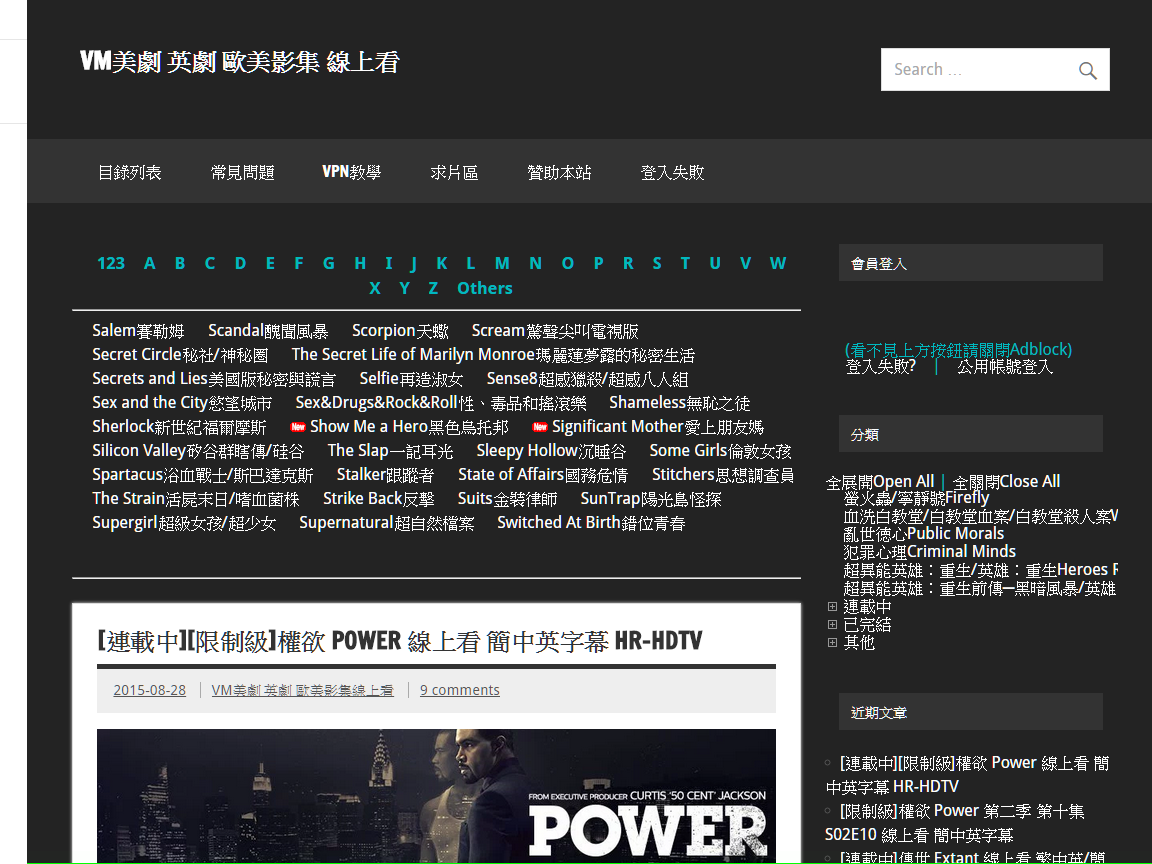 VM美劇 英劇 歐美影集 線上看
Search …
目錄列表 常見問題 VPN教學 求片區 贊助本站 登入失敗
123 A B C D E F G H I J K L M N O P R S T U V W
X Y Z Others
Salem賽勒姆 Scandal醜聞風暴 Scorpion天蠍 Scream驚聲尖叫電視版
Secret Circle秘社/神秘圈 The Secret Life of Marilyn Monroe瑪麗蓮夢露的秘密生活
Secrets and Lies美國版秘密與謊言 Selfie再造淑女 Sense8超感獵殺/超感八人組
Sex and the City慾望城市 Sex&Drugs&Rock&Roll性、毒品和搖滾樂 Shameless無恥之徒
Sherlock新世紀福爾摩斯 New Show Me a Hero黑色烏托邦 New Significant Mother愛上朋友媽
Silicon Valley矽谷群瞎傳/硅谷 The Slap一記耳光 Sleepy Hollow沉睡谷 Some Girls倫敦女孩
Spartacus浴血戰士/斯巴達克斯 Stalker跟蹤者 State of Affairs國務危情 Stitchers思想調查員
The Strain活屍末日/嗜血菌株 Strike Back反擊 Suits金裝律師 SunTrap陽光島怪探
Supergirl超級女孩/超少女 Supernatural超自然檔案 Switched At Birth錯位青春
[連載中][限制級]權欲 POWER 線上看 簡中英字幕 HR-HDTV
2015-08-28 VM美劇 英劇 歐美影集線上看 9 comments
FROM EXECUTIVE PRODUCER CURTIS '50 CENT' JACKSON
POWER
會員登入
(看不見上方按鈕請關閉Adblock)
登入失敗? | 公用帳號登入
分類
全展開Open All | 全關閉Close All
螢火蟲/寧靜號Firefly
血洗白教堂/白教堂血案/白教堂殺人案W
亂世徳心Public Morals
犯罪心理Criminal Minds
超異能英雄：重生/英雄：重生Heroes R
超異能英雄：重生前傳─黑暗風暴/英雄
連載中
已完結
其他
近期文章
[連載中][限制級]權欲 Power 線上看 簡
中英字幕 HR-HDTV
[限制級]權欲 Power 第二季 第十集
S02E10 線上看 簡中英字幕
[連載中]傳世 Extant 線上看 繁中英/簡